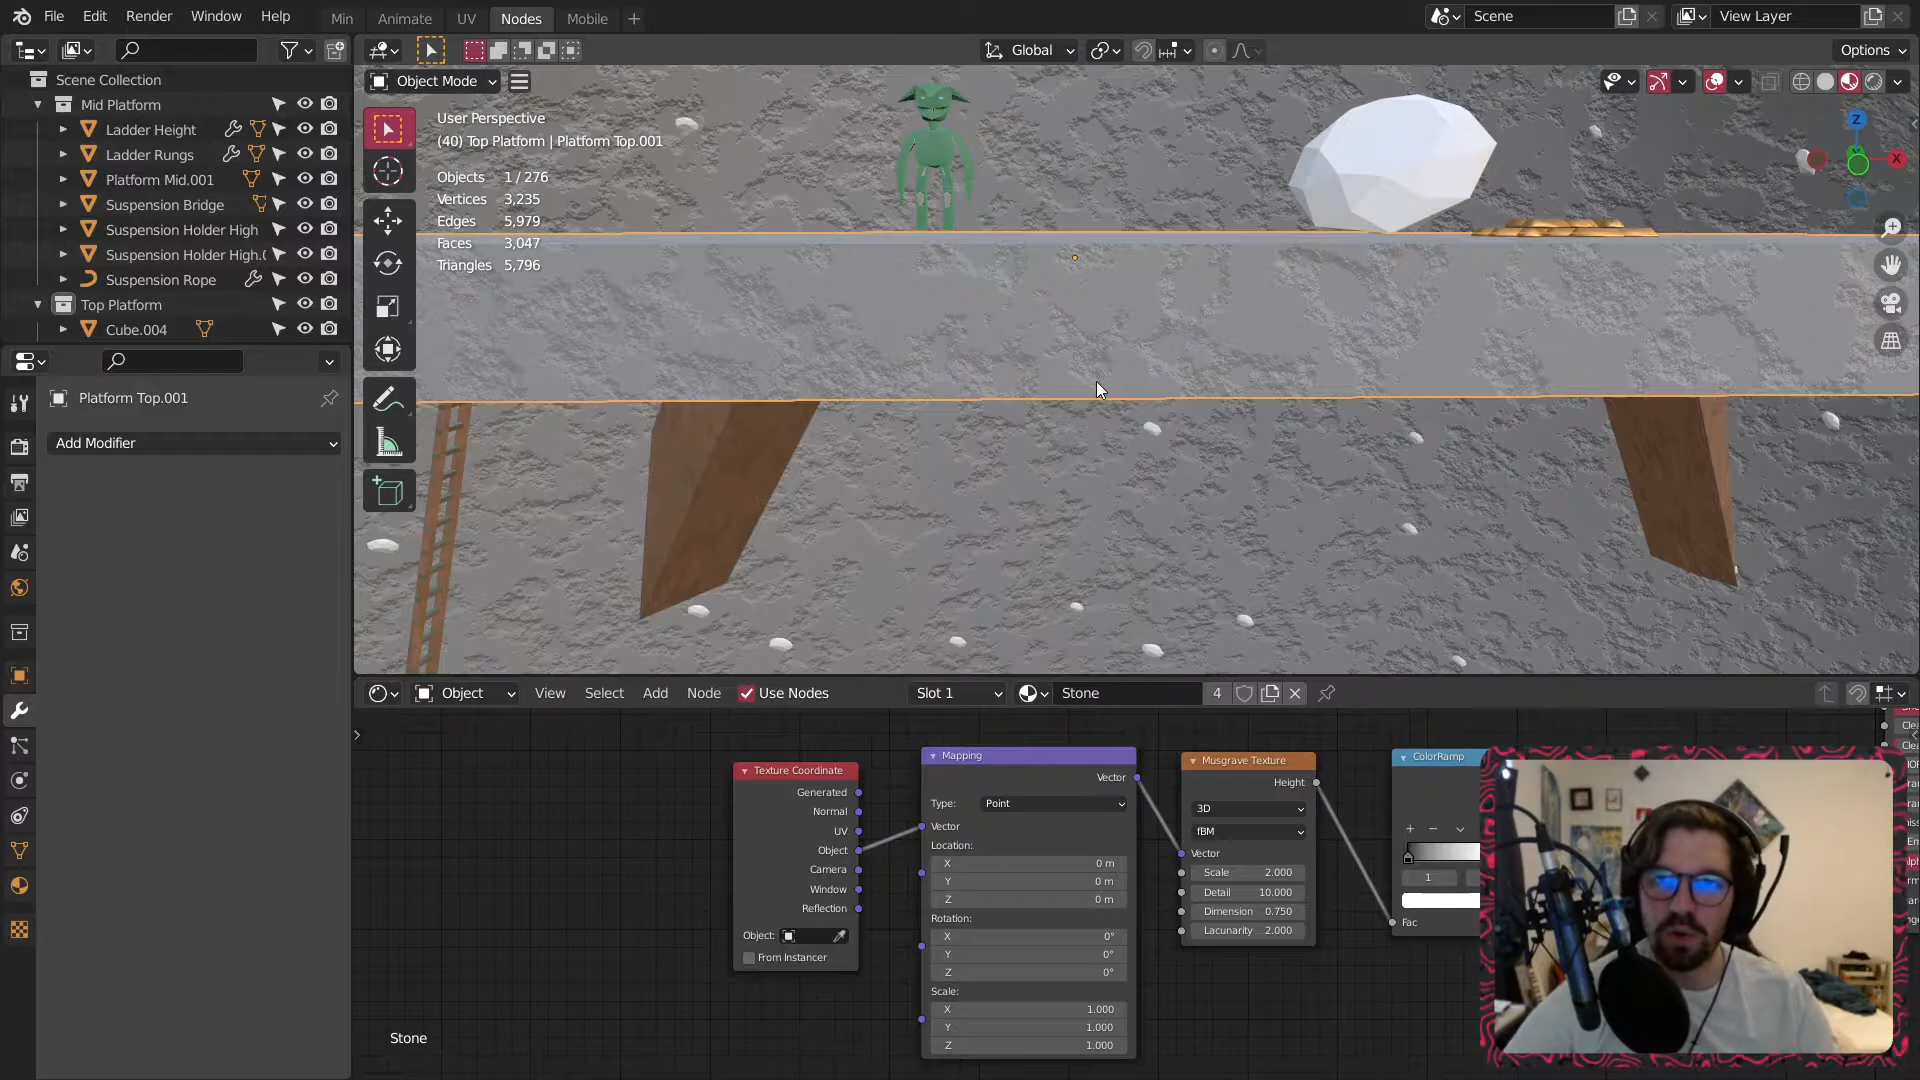 File Edit Render Window Help Min Animate UV Nodes Mobile + Scene View Layer
Global Options
Scene Collection
Object Mode
Mid Platform
User Perspective
Ladder Height
(40) Top Platform | Platform Top.001
Ladder Rungs
Objects 1 / 276
Platform Mid.001
Vertices 3,235
Suspension Bridge
Edges 5,979
Suspension Holder High
Faces 3,047
Suspension Holder High.(
Triangles 5,796
Suspension Rope
Top Platform
Cube.004
Z
X
Platform Top.001
Add Modifier
Object View Select Add Node Use Nodes Slot 1 Stone 4
Texture Coordinate
Generated
Normal
UV
Object
Camera
Window
Reflection
Object:
From Instancer
Mapping
Vector
Type: Point
Vector
Location:
X 0 m
Y 0 m
Z 0 m
Rotation:
X 0°
Y 0°
Z 0°
Scale:
X 1.000
Y 1.000
Z 1.000
Musgrave Texture
Height
3D
fBM
Vector
Scale 2.000
Detail 10.000
Dimension 0.750
Lacunarity 2.000
ColorRamp
+ −
1
Fac
Stone